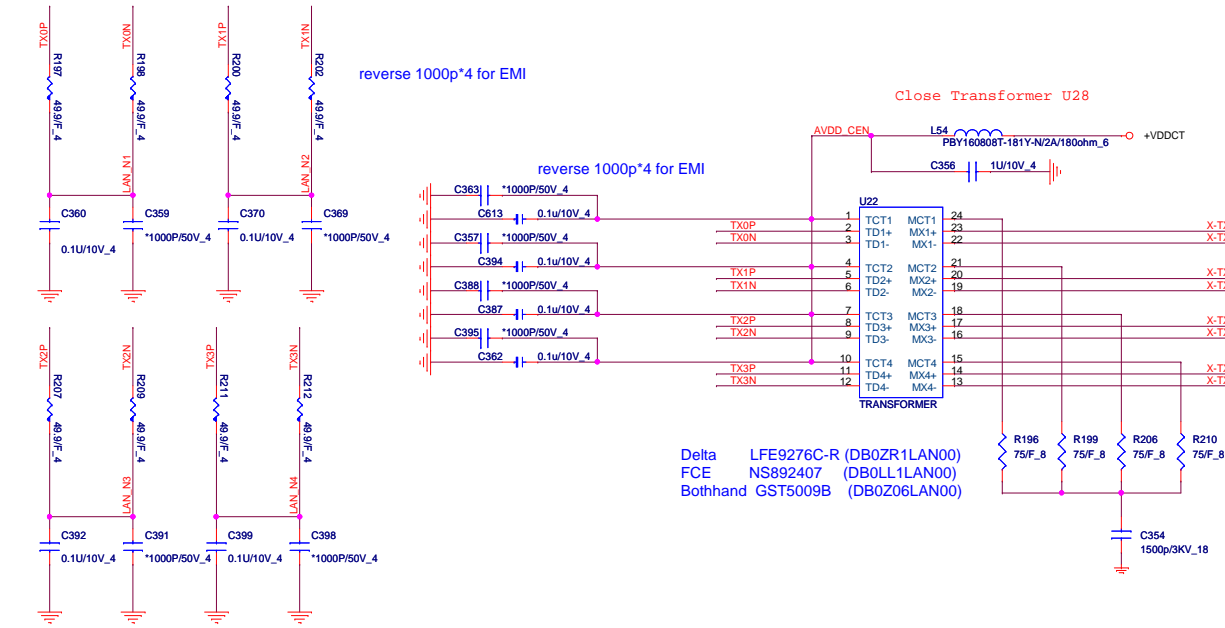 TX0P
TX0N
TX1P
TX1N
R197
R198
R200
R202
49.9/F_4
49.9/F_4
49.9/F_4
49.9/F_4
reverse 1000p*4 for EMI
LAN_N1
LAN_N2
C360
0.1U/10V_4
C359
*1000P/50V_4
C370
0.1U/10V_4
C369
*1000P/50V_4
TX2P
TX2N
TX3P
TX3N
R207
R209
R211
R212
49.9/F_4
49.9/F_4
49.9/F_4
49.9/F_4
LAN_N3
LAN_N4
C392
0.1U/10V_4
C391
*1000P/50V_4
C399
0.1U/10V_4
C398
*1000P/50V_4
Close Transformer U28
AVDD_CEN
L54
+VDDCT
PBY160808T-181Y-N/2A/180ohm_6
C356
1U/10V_4
reverse 1000p*4 for EMI
C363
*1000P/50V_4
C613
0.1u/10V_4
C357
*1000P/50V_4
C394
0.1u/10V_4
C388
*1000P/50V_4
C387
0.1u/10V_4
C395
*1000P/50V_4
C362
0.1u/10V_4
U22
1 TCT1 MCT1 24
TX0P 2 TD1+ MX1+ 23 X-TX
TX0N 3 TD1- MX1- 22 X-TX
4 TCT2 MCT2 21
TX1P 5 TD2+ MX2+ 20 X-TX
TX1N 6 TD2- MX2- 19 X-TX
7 TCT3 MCT3 18
TX2P 8 TD3+ MX3+ 17 X-TX
TX2N 9 TD3- MX3- 16 X-TX
10 TCT4 MCT4 15
TX3P 11 TD4+ MX4+ 14 X-TX
TX3N 12 TD4- MX4- 13 X-TX
TRANSFORMER
R196
75/F_8
R199
75/F_8
R206
75/F_8
R210
75/F_8
Delta LFE9276C-R (DB0ZR1LAN00)
FCE NS892407 (DB0LL1LAN00)
Bothhand GST5009B (DB0Z06LAN00)
C354
1500p/3KV_18